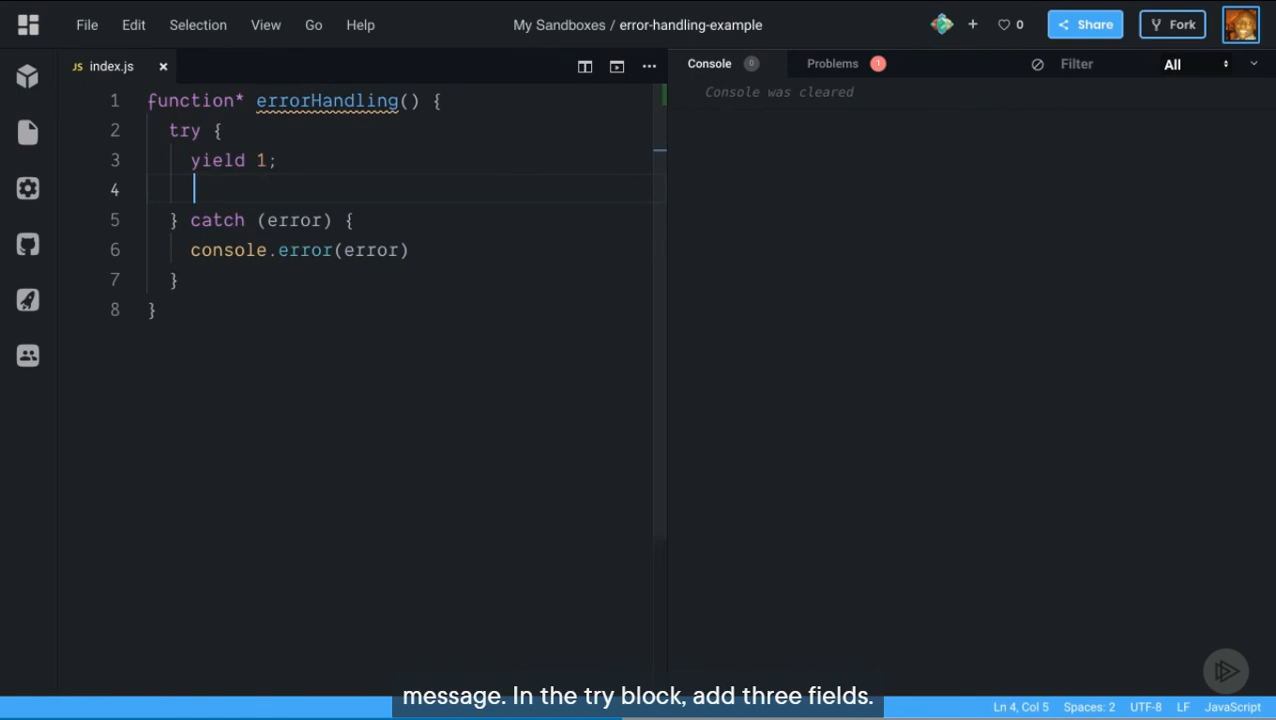 File Edit Selection View Go Help
My Sandboxes / error-handling-example
0
Share
Fork
JS index.js
Console 0
Problems 1
Filter
All
Console was cleared
1 function* errorHandling() {
2 try {
3 yield 1;
4
5 } catch (error) {
6 console.error(error)
7 }
8 }
message. In the try block, add three fields.
Ln 4, Col 5 Spaces: 2 UTF-8 LF JavaScript